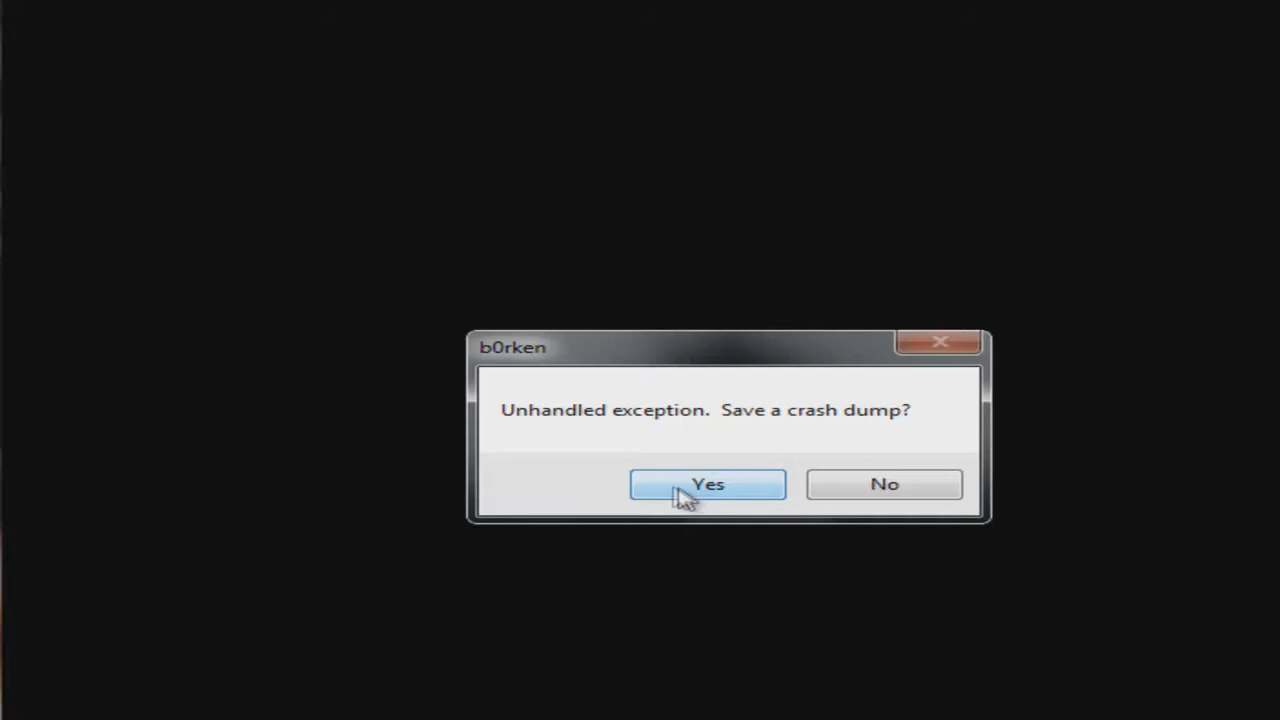 b0rken
Unhandled exception. Save a crash dump?
Yes
No